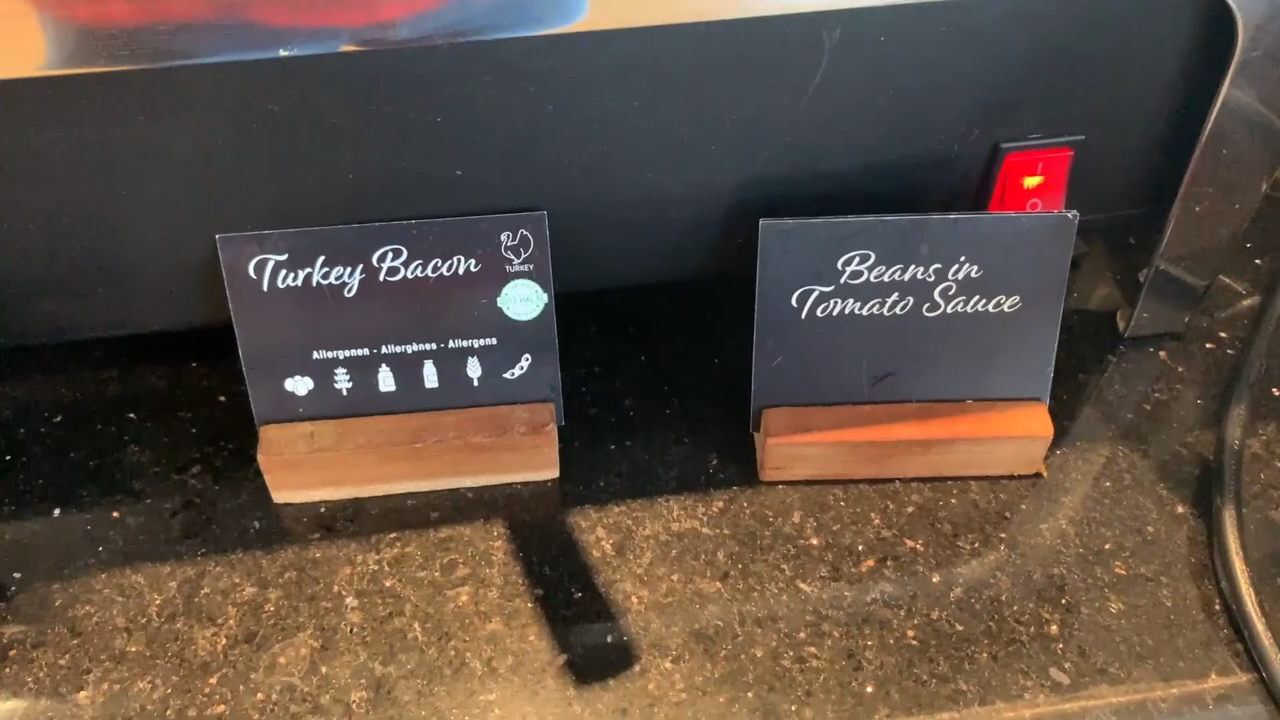 Turkey Bacon
TURKEY
Allergenen - Allergènes - Allergens
Beans in
Tomato Sauce